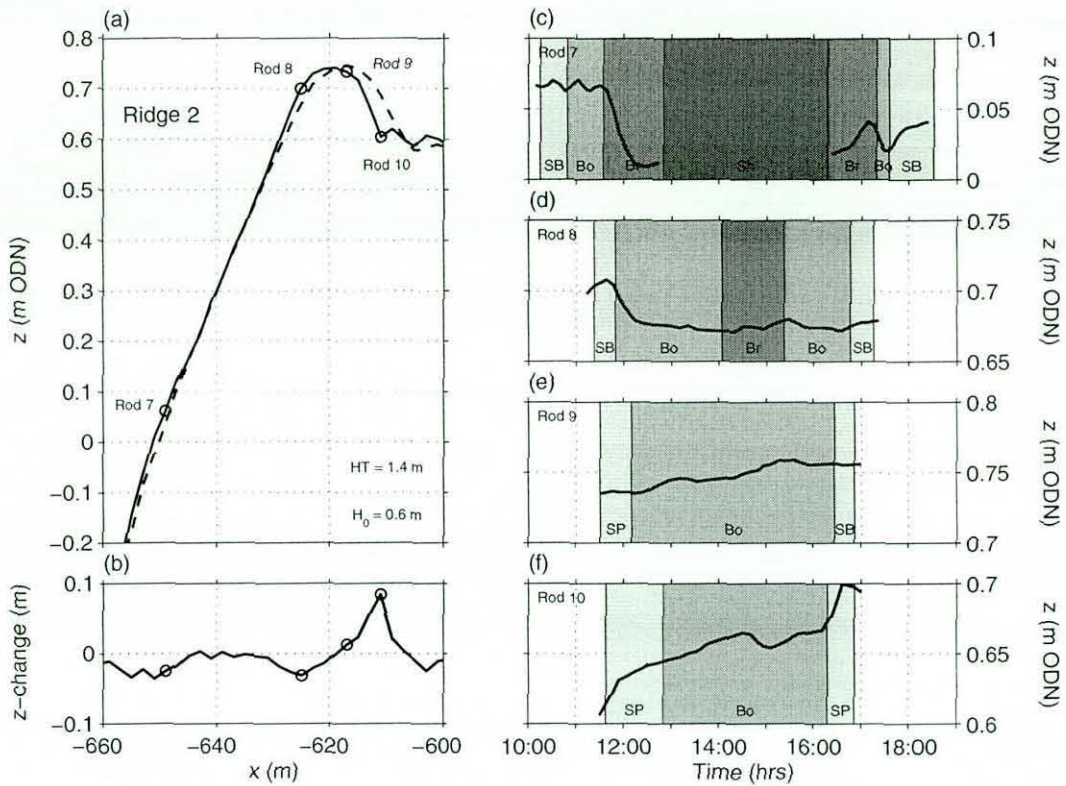 (a)
0.8
0.7
0.6
0.5
0.4
0.3
0.2
0.1
0
-0.1
-0.2
z (m ODN)
Ridge 2
Rod 8
Rod 9
Rod 10
Rod 7
HT = 1.4 m
H0 = 0.6 m
(b)
0.1
0
-0.1
z-change (m)
-660
-640
-620
-600
x (m)
(c)
Rod 7
SB
Bo
Br
Sh
Br
Bo
SB
0.1
0.05
0
z (m ODN)
(d)
Rod 8
SB
Bo
Br
Bo
SB
0.75
0.7
0.65
z (m ODN)
(e)
Rod 9
SP
Bo
SB
0.8
0.75
0.7
z (m ODN)
(f)
Rod 10
SP
Bo
SP
0.7
0.65
0.6
z (m ODN)
10:00
12:00
14:00
16:00
18:00
Time (hrs)